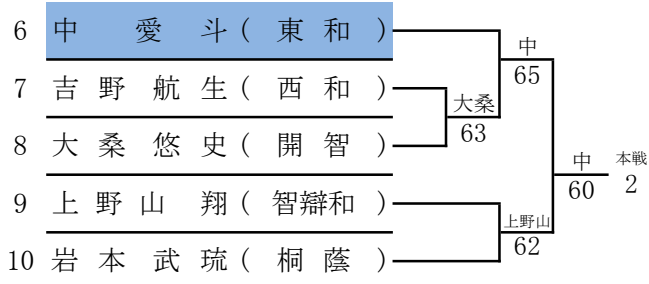 6 中 愛 斗 ( 東 和 )
中
65
7 吉 野 航 生 ( 西 和 )
大桑
63
8 大 桑 悠 史 ( 開 智 )
中 本戦
60 2
9 上 野 山 翔 ( 智辯和 )
上野山
62
10 岩 本 武 琉 ( 桐 蔭 )